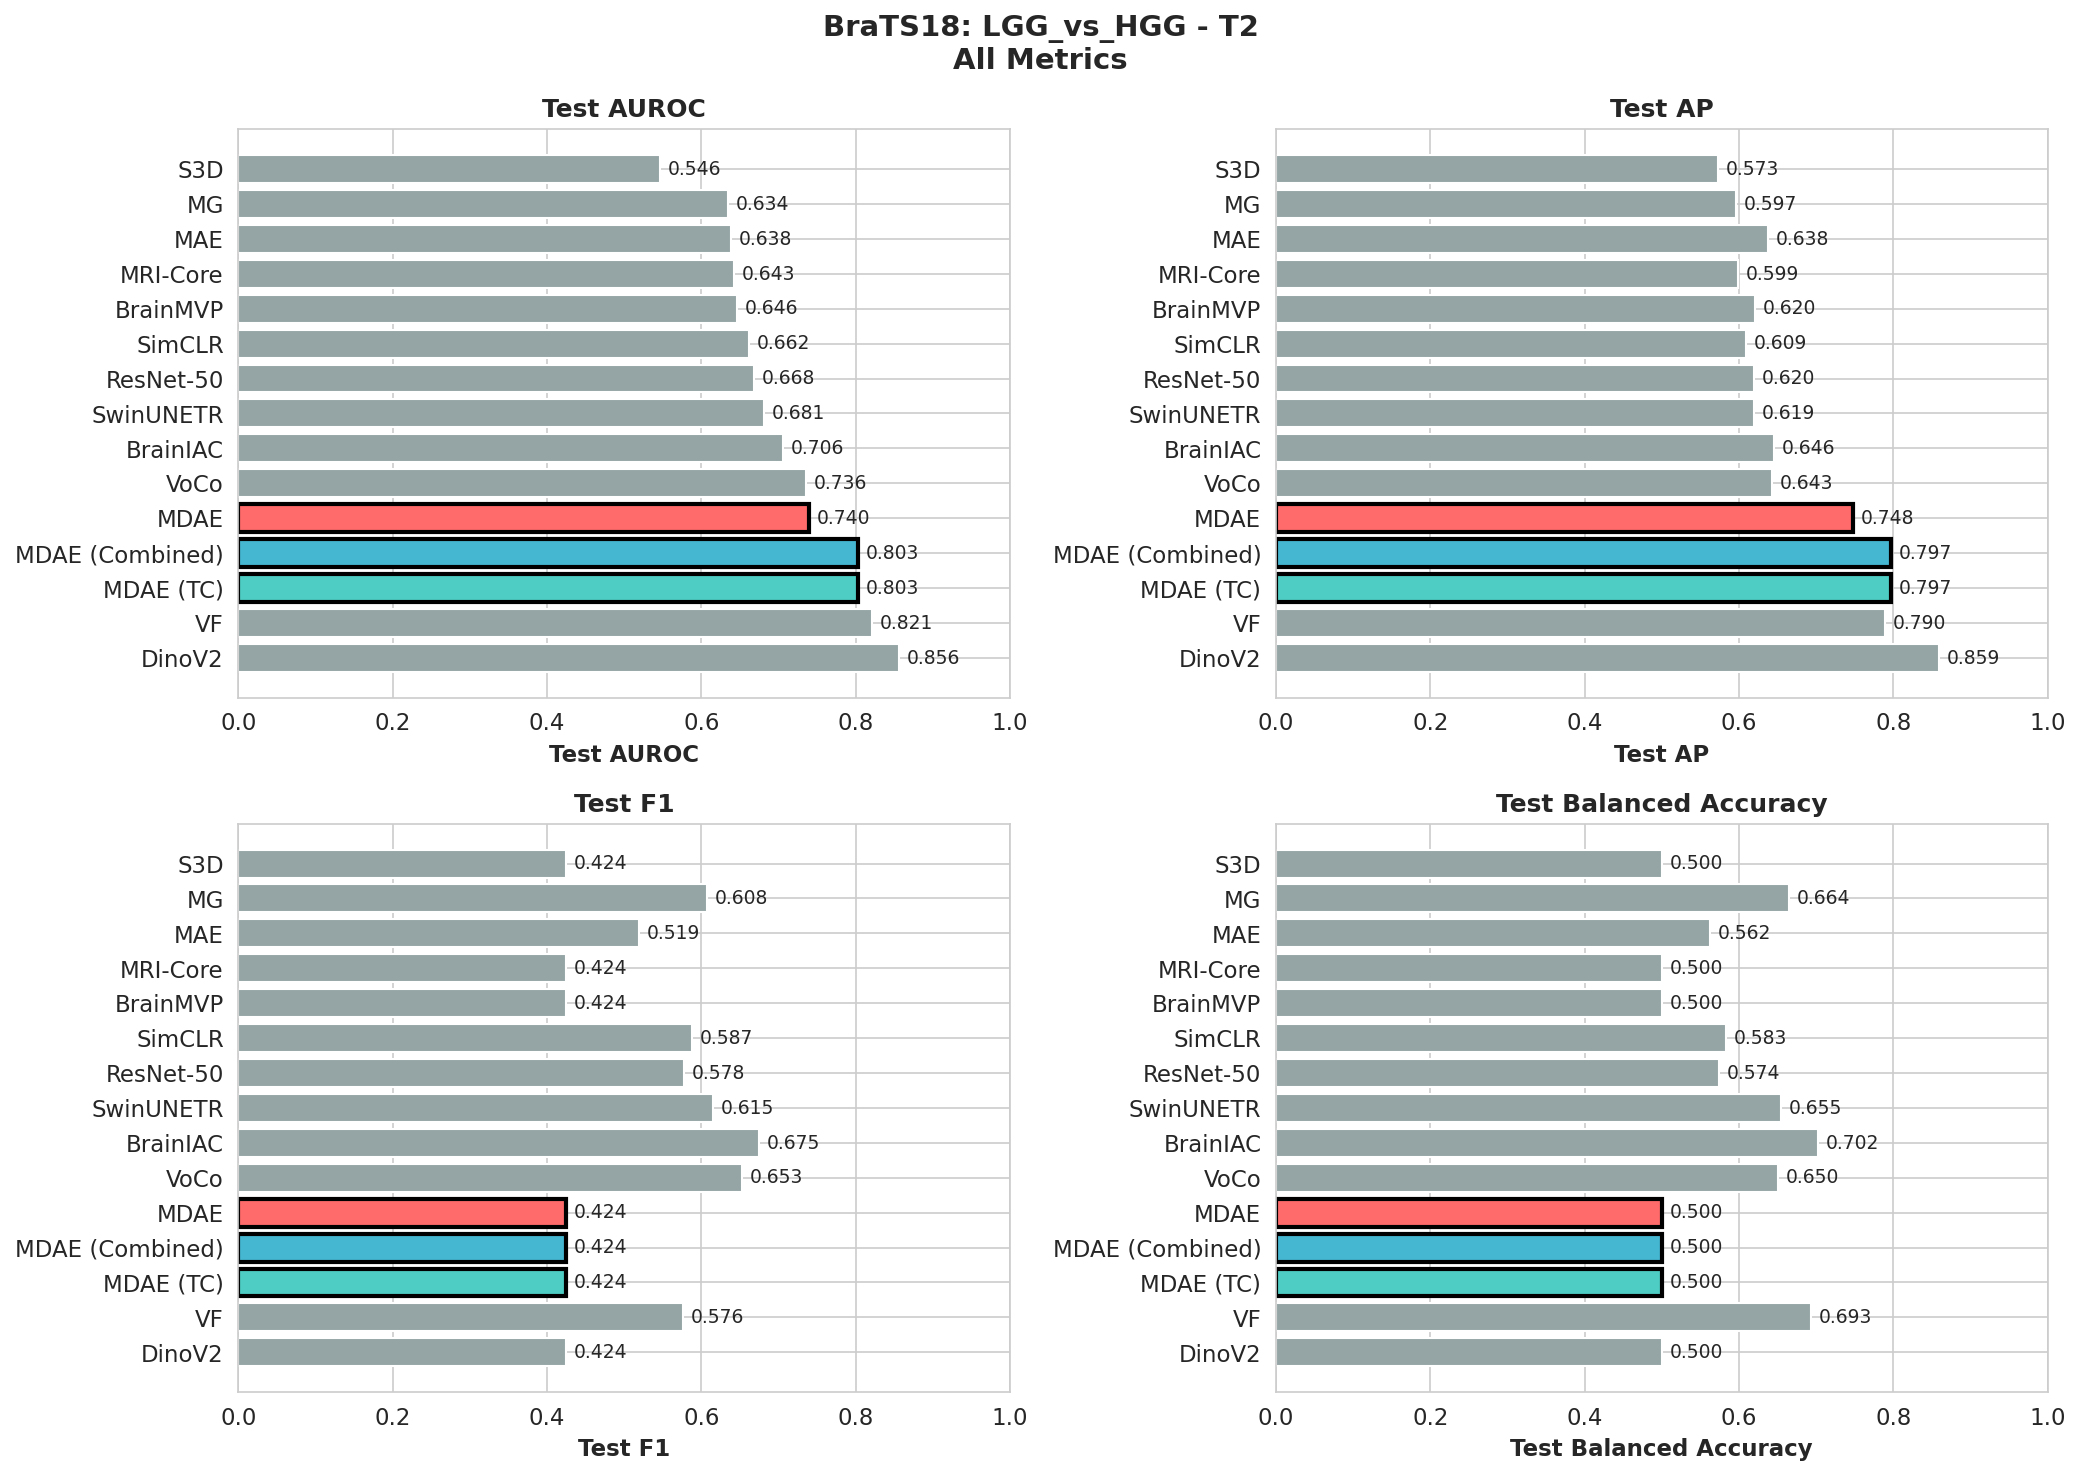 BraTS18: LGG_vs_HGG - T2
All Metrics
Test AUROC
S3D 0.546
MG 0.634
MAE 0.638
MRI-Core 0.643
BrainMVP 0.646
SimCLR 0.662
ResNet-50 0.668
SwinUNETR 0.681
BrainIAC 0.706
VoCo 0.736
MDAE 0.740
MDAE (Combined) 0.803
MDAE (TC) 0.803
VF 0.821
DinoV2 0.856
0.0 0.2 0.4 0.6 0.8 1.0
Test AUROC
Test AP
S3D 0.573
MG 0.597
MAE 0.638
MRI-Core 0.599
BrainMVP 0.620
SimCLR 0.609
ResNet-50 0.620
SwinUNETR 0.619
BrainIAC 0.646
VoCo 0.643
MDAE 0.748
MDAE (Combined) 0.797
MDAE (TC) 0.797
VF 0.790
DinoV2 0.859
0.0 0.2 0.4 0.6 0.8 1.0
Test AP
Test F1
S3D 0.424
MG 0.608
MAE 0.519
MRI-Core 0.424
BrainMVP 0.424
SimCLR 0.587
ResNet-50 0.578
SwinUNETR 0.615
BrainIAC 0.675
VoCo 0.653
MDAE 0.424
MDAE (Combined) 0.424
MDAE (TC) 0.424
VF 0.576
DinoV2 0.424
0.0 0.2 0.4 0.6 0.8 1.0
Test F1
Test Balanced Accuracy
S3D 0.500
MG 0.664
MAE 0.562
MRI-Core 0.500
BrainMVP 0.500
SimCLR 0.583
ResNet-50 0.574
SwinUNETR 0.655
BrainIAC 0.702
VoCo 0.650
MDAE 0.500
MDAE (Combined) 0.500
MDAE (TC) 0.500
VF 0.693
DinoV2 0.500
0.0 0.2 0.4 0.6 0.8 1.0
Test Balanced Accuracy